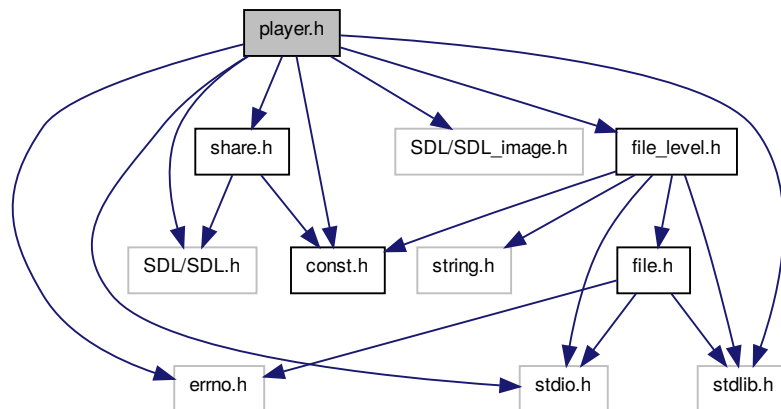 player.h
share.h
SDL/SDL_image.h
file_level.h
SDL/SDL.h
const.h
string.h
file.h
errno.h
stdio.h
stdlib.h